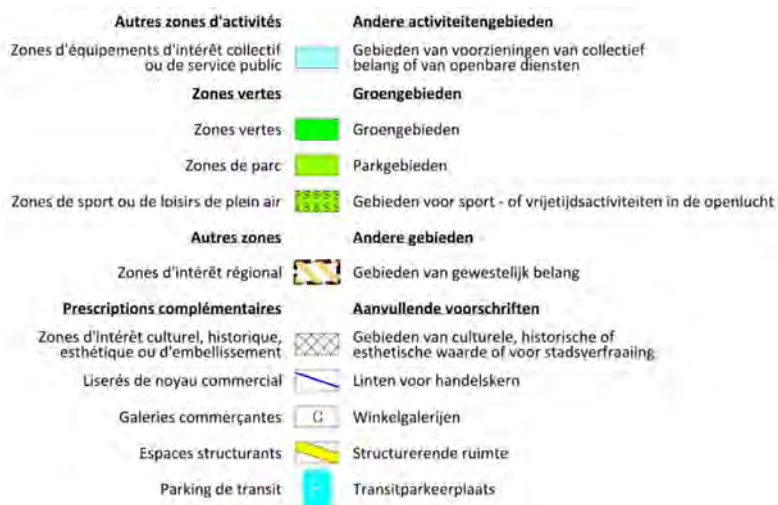 Autres zones d'activités Andere activiteitengebieden
Zones d'équipements d'intérêt collectif Gebieden van voorzieningen van collectief
ou de service public belang of van openbare diensten
Zones vertes Groengebieden
Zones vertes Groengebieden
Zones de parc Parkgebieden
Zones de sport ou de loisirs de plein air SSSSS Gebieden voor sport - of vrijetijdsactiviteiten in de openlucht
SSSSS
Autres zones Andere gebieden
Zones d'intérêt régional Gebieden van gewestelijk belang
Prescriptions complémentaires Aanvullende voorschriften
Zones d'intérêt culturel, historique, Gebieden van culturele, historische of
esthétique ou d'embellissement esthetische waarde of voor stadsverfraaiing
Liserés de noyau commercial Linten voor handelskern
Galeries commerçantes G Winkelgalerijen
Espaces structurants Structurerende ruimte
Parking de transit P Transitparkeerplaats